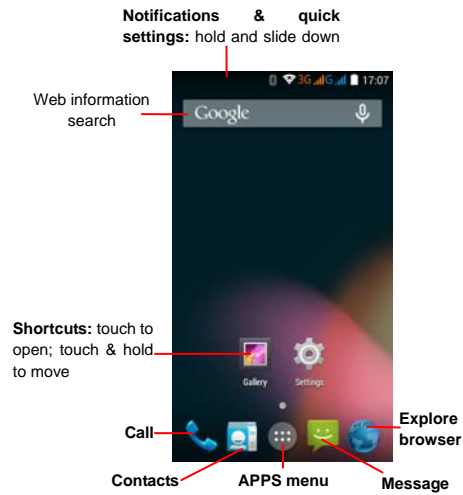 Notifications & quick
settings: hold and slide down
3G G 17:07
Web information
search
Google
Shortcuts: touch to
open; touch & hold
to move
Gallery Settings
Call
Explore
browser
Contacts APPS menu Message